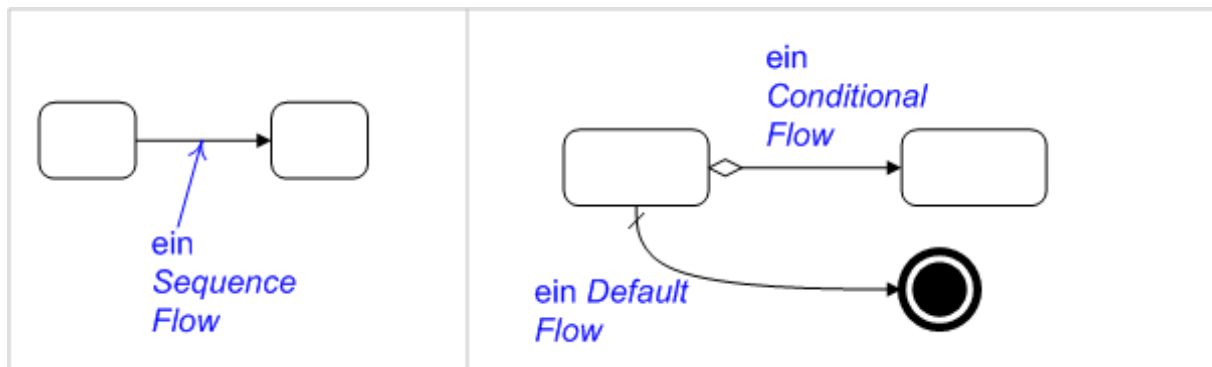 ein
Sequence
Flow
ein
Conditional
Flow
ein Default
Flow